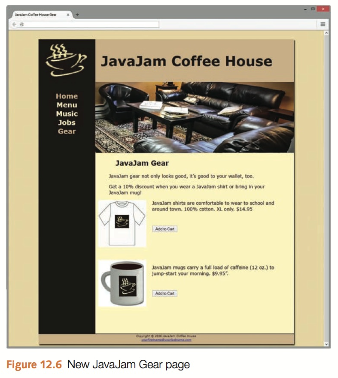 JavaJam Coffee House Gear
JavaJam Coffee House
Home
Menu
Music
Jobs
Gear
JavaJam Gear
JavaJam gear not only looks good, it's good to your wallet, too.
Get a 10% discount when you wear a JavaJam shirt or bring in your
JavaJam mug!
JavaJam shirts are comfortable to wear to school and
around town. 100% cotton. XL only. $14.95
Add to Cart
JavaJam mugs carry a full load of caffeine (12 oz.) to
jump-start your morning. $9.95".
Add to Cart
Copyright © 2016 JavaJam Coffee House
Figure 12.6 New JavaJam Gear page